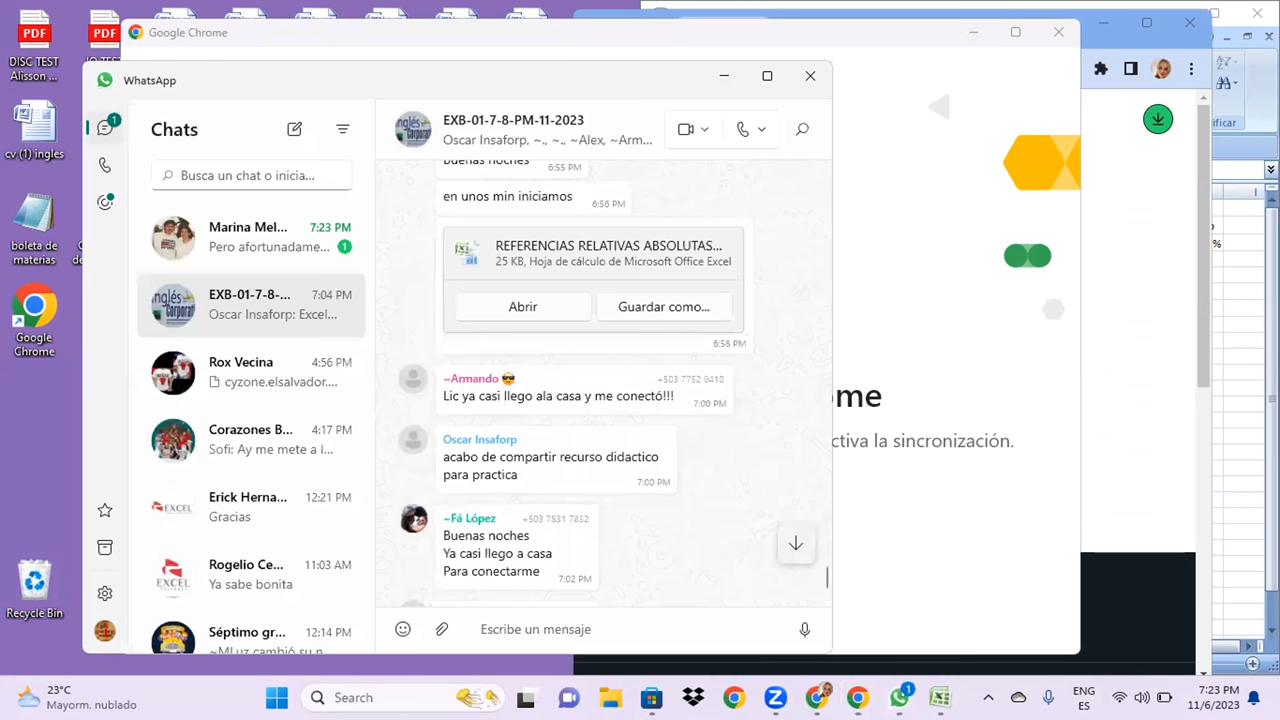 PDF
PDF
DISC TEST
Alisson ...
cv (1) ingles
boleta de
materias
Google
Chrome
Recycle Bin
Google Chrome
WhatsApp
1
Chats
Busca un chat o inicia...
Marina Mel... 7:23 PM
Pero afortunadame... 1
EXB-01-7-8-... 7:04 PM
Oscar Insaforp: Excel...
Rox Vecina 4:56 PM
cyzone.elsalvador....
Corazones B... 4:17 PM
Sofi: Ay me mete a l...
Erick Herna... 12:21 PM
Gracias
EXCEL
Rogelio Ce... 11:03 AM
Ya sabe bonita
EXCEL
Séptimo gr... 12:14 PM
EXB-01-7-8-PM-11-2023
Oscar Insaforp, ~., ~., ~Alex, ~Arm...
Buenas noches 6:55 PM
en unos min iniciamos 6:56 PM
REFERENCIAS RELATIVAS ABSOLUTAS...
25 KB, Hoja de cálculo de Microsoft Office Excel
Abrir Guardar como...
6:58 PM
~Armando +503 7752 0410
Lic ya casi llego ala casa y me conectó!!! 7:00 PM
Oscar Insaforp
acabo de compartir recurso didactico
para practica 7:00 PM
~Fá López +503 7831 7832
Buenas noches
Ya casi llego a casa
Para conectarme 7:02 PM
Escribe un mensaje
ome
ctiva la sincronización.
ificar
%
23°C
Mayorm. nublado
Search
1
ENG
ES
7:23 PM
11/6/2023